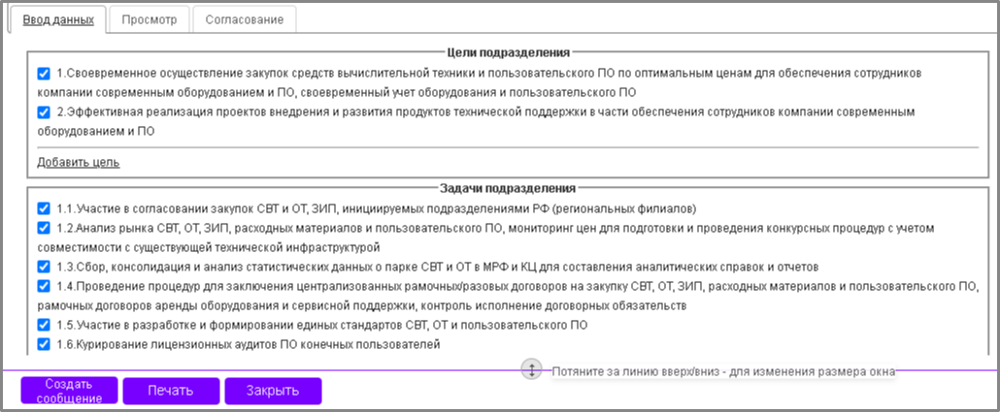 Ввод данных Просмотр Согласование
Цели подразделения
1.Своевременное осуществление закупок средств вычислительной техники и пользовательского ПО по оптимальным ценам для обеспечения сотрудников
компании современным оборудованием и ПО, своевременный учет оборудования и пользовательского ПО
2.Эффективная реализация проектов внедрения и развития продуктов технической поддержки в части обеспечения сотрудников компании современным
оборудованием и ПО
Добавить цель
Задачи подразделения
1.1.Участие в согласовании закупок СВТ и ОТ, ЗИП, инициируемых подразделениями РФ (региональных филиалов)
1.2.Анализ рынка СВТ, ОТ, ЗИП, расходных материалов и пользовательского ПО, мониторинг цен для подготовки и проведения конкурсных процедур с учетом
совместимости с существующей технической инфраструктурой
1.3.Сбор, консолидация и анализ статистических данных о парке СВТ и ОТ в МРФ и КЦ для составления аналитических справок и отчетов
1.4.Проведение процедур для заключения централизованных рамочных/разовых договоров на закупку СВТ, ОТ, ЗИП, расходных материалов и пользовательского ПО,
рамочных договоров аренды оборудования и сервисной поддержки, контроль исполнение договорных обязательств
1.5.Участие в разработке и формировании единых стандартов СВТ, ОТ и пользовательского ПО
1.6.Курирование лицензионных аудитов ПО конечных пользователей
Потяните за линию вверх/вниз - для изменения размера окна
Создать
сообщение
Печать
Закрыть